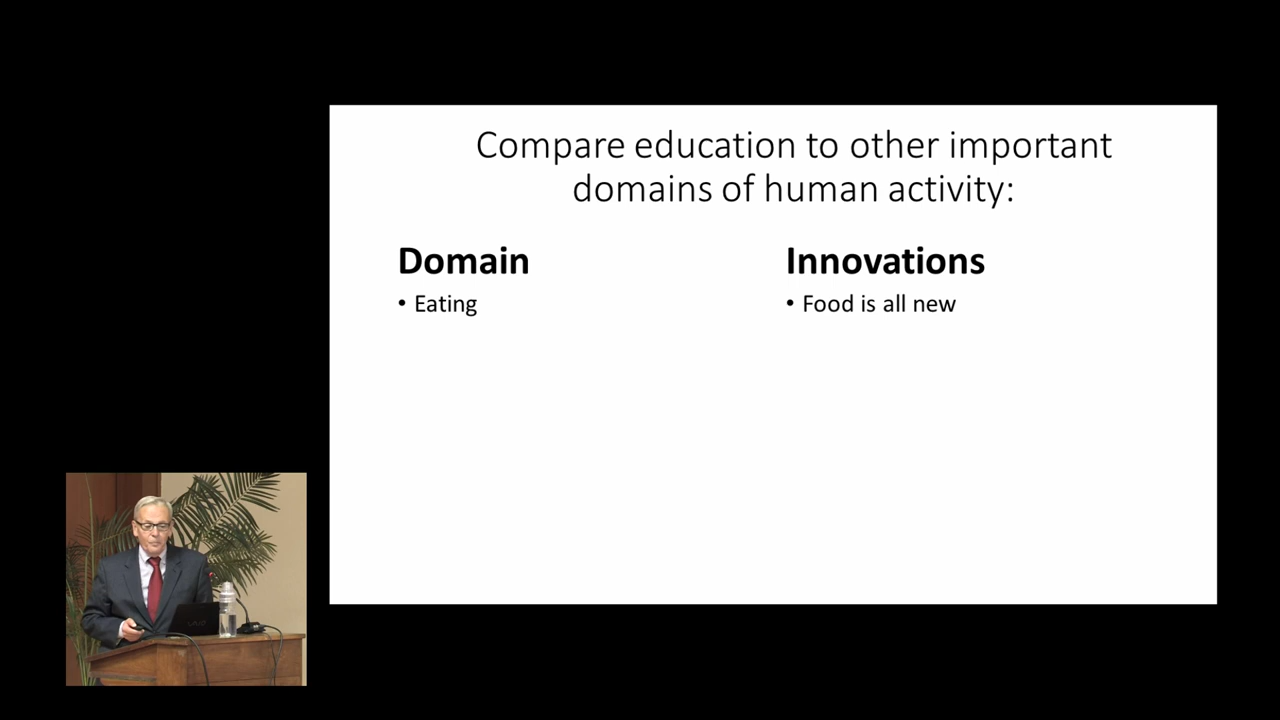 Compare education to other important
domains of human activity:
Domain
Innovations
• Eating
• Food is all new